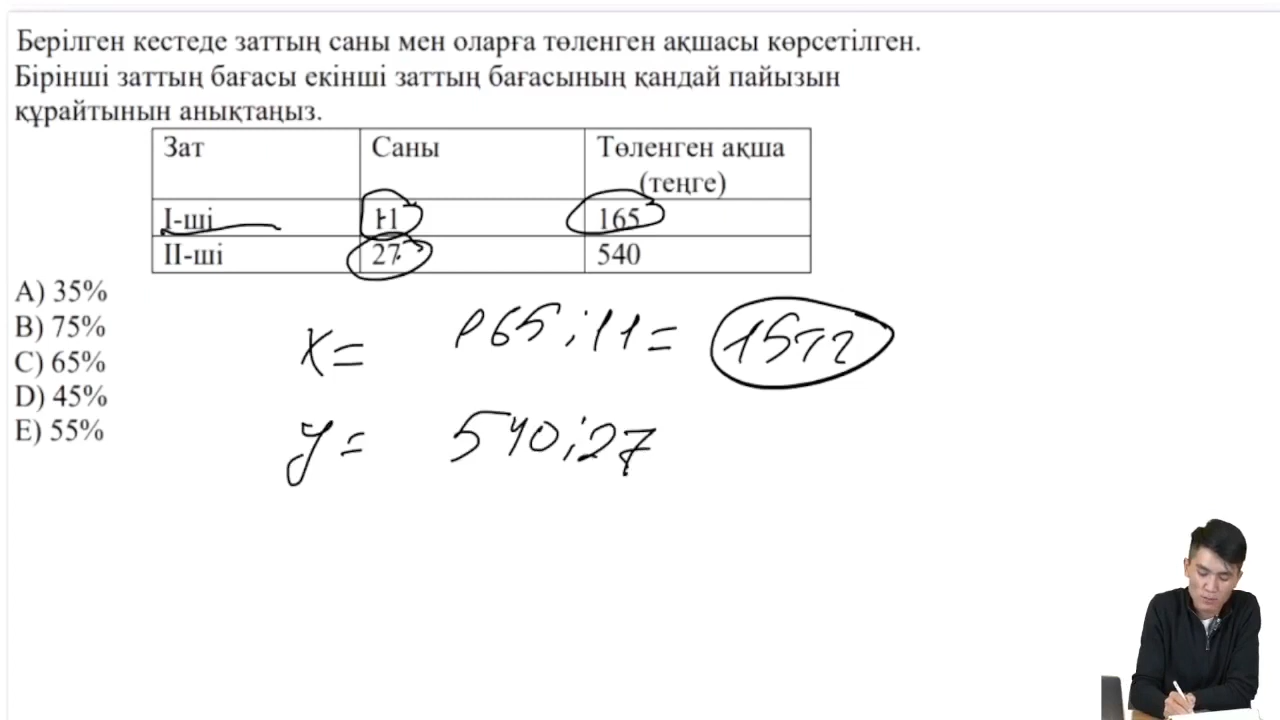 Берілген кестеде заттың саны мен оларға төленген ақшасы көрсетілген.
Бірінші заттың бағасы екінші заттың бағасының қандай пайызын
құрайтынын анықтаңыз.
Зат Саны Төленген ақша
(теңге)
І-ші 11 165
ІІ-ші 27 540
A) 35%
B) 75%
C) 65%
D) 45%
E) 55%
x= 165:11= 15тг
y= 540:27